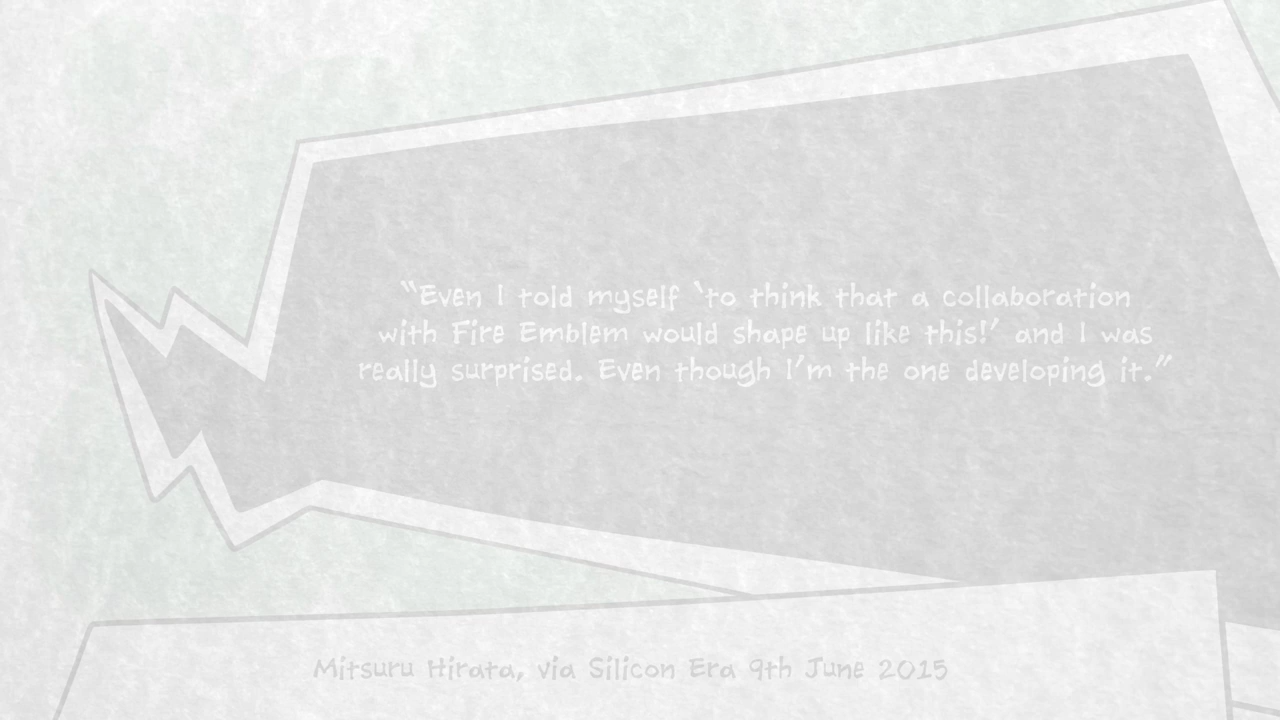 “Even I told myself ‘to think that a collaboration
with Fire Emblem would shape up like this!’ and I was
really surprised. Even though I’m the one developing it.”
Mitsuru Hirata, via Silicon Era 9th June 2015